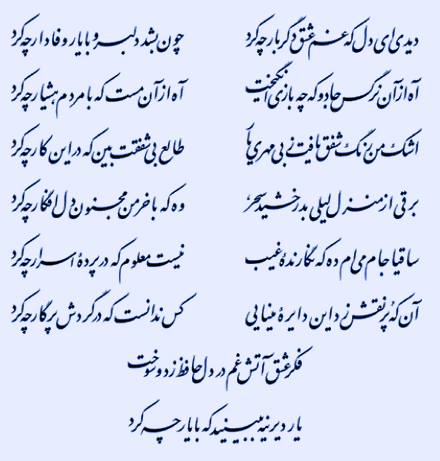 دیدی ای دل که غم عشق دگربار چه کرد چون بشد دلبر و با یار وفادار چه کرد
آه از آن نرگس جادو که چه بازی انگیخت آه از آن مست که با مردم هشیار چه کرد
اشک من رنگ شفق یافت ز بی‌مهری یار طالع بی‌شفقت بین که در این کار چه کرد
برقی از منزل لیلی بدرخشید سحر وه که با خرمن مجنون دل افگار چه کرد
ساقیا جام می‌ام ده که نگارنده غیب نیست معلوم که در پرده اسرار چه کرد
آن که پرنقش زد این دایره مینایی کس ندانست که در گردش پرگار چه کرد
فکر عشق آتش غم در دل حافظ زد و سوخت
یار دیرینه ببینید که با یار چه کرد